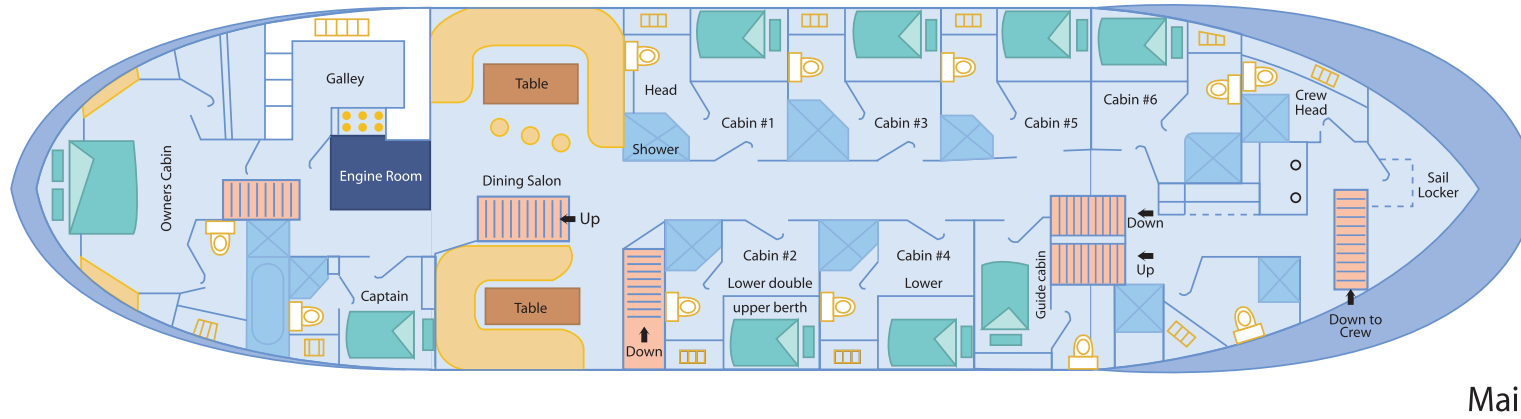 Galley
Owners Cabin
Engine Room
Captain
Table
Dining Salon
Up
Table
Head
Shower
Down
Cabin #1
Cabin #3
Cabin #5
Cabin #6
Cabin #2
Lower double
upper berth
Cabin #4
Lower
Guide cabin
Down
Up
Crew
Head
Sail
Locker
Down to
Crew
Mai